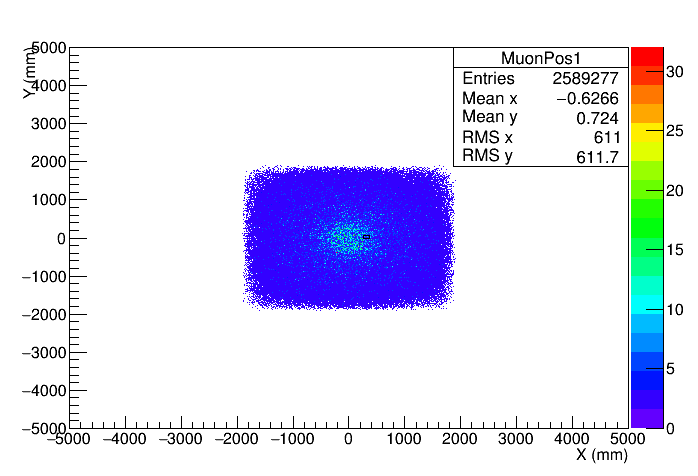 MuonPos1
Entries 2589277
Mean x −0.6266
Mean y 0.724
RMS x 611
RMS y 611.7
Y (mm)
5000
4000
3000
2000
1000
0
−1000
−2000
−3000
−4000
−5000
−5000 −4000 −3000 −2000 −1000 0 1000 2000 3000 4000 5000
X (mm)
30
25
20
15
10
5
0